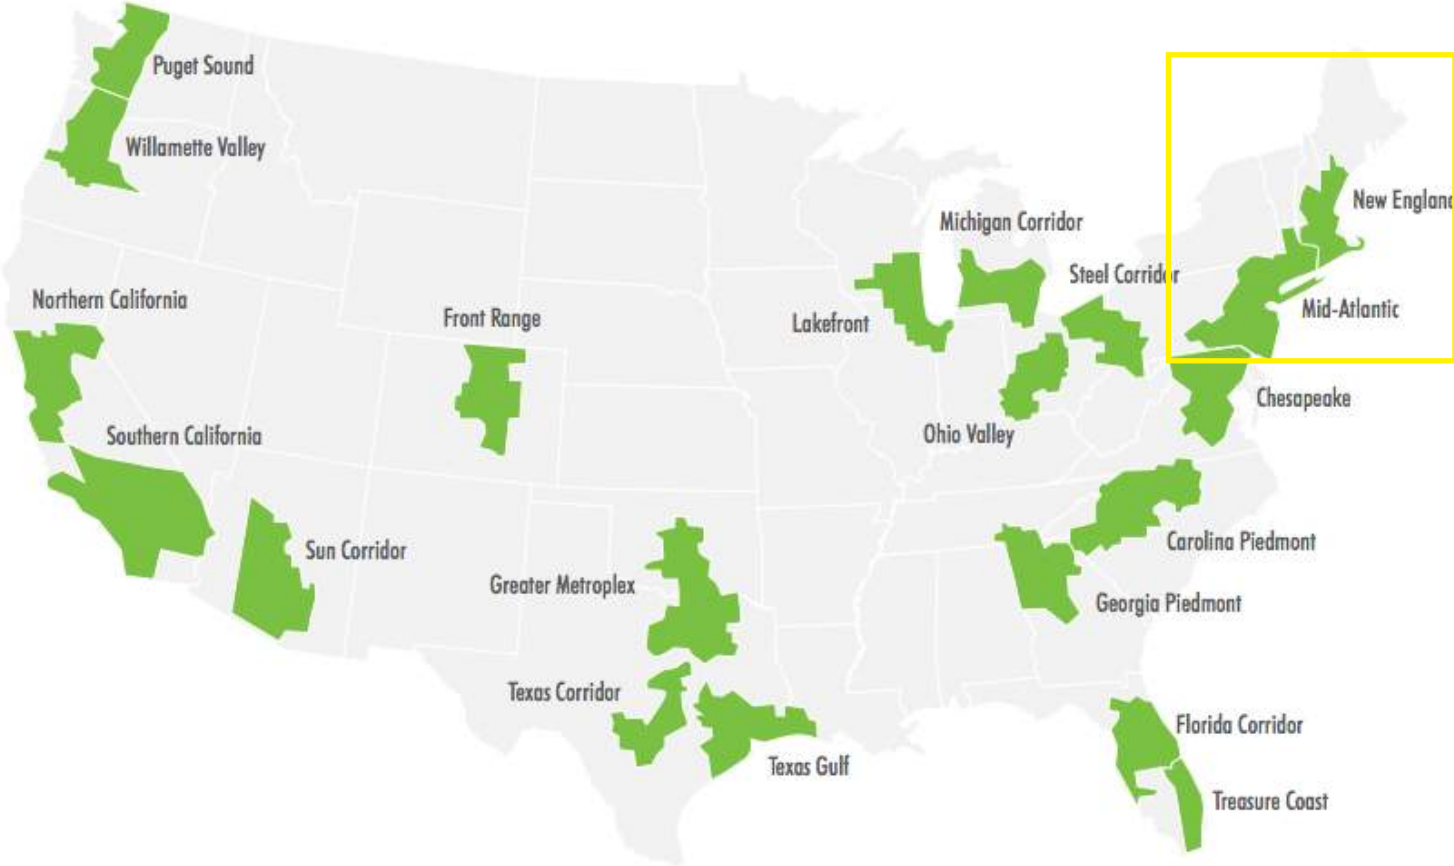 Puget Sound
Willamette Valley
New England
Michigan Corridor
Steel Corridor
Northern California
Front Range
Lakefront
Mid-Atlantic
Chesapeake
Southern California
Ohio Valley
Sun Corridor
Carolina Piedmont
Greater Metroplex
Georgia Piedmont
Texas Corridor
Florida Corridor
Texas Gulf
Treasure Coast